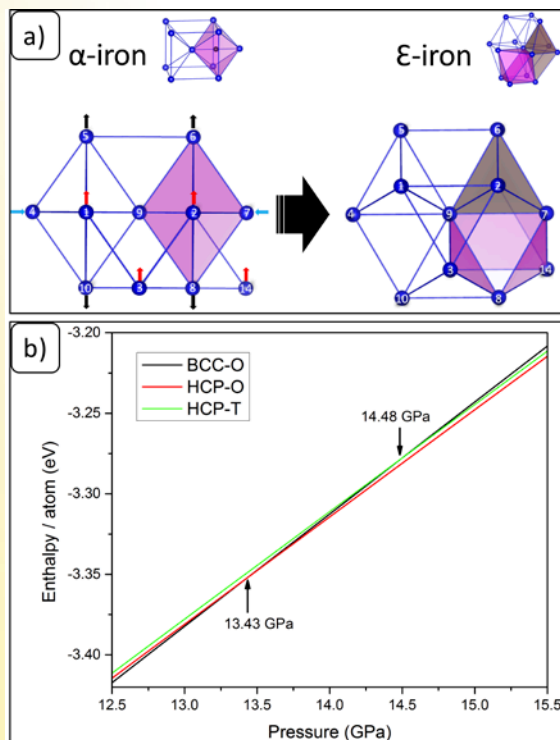 a)
α-iron
Ɛ-iron
5
6
4
1
9
2
7
10
3
8
14
5
6
1
2
4
9
7
3
14
10
8
b)
-3.20
-3.25
-3.30
-3.35
-3.40
Enthalpy / atom (eV)
BCC-O
HCP-O
HCP-T
14.48 GPa
13.43 GPa
12.5 13.0 13.5 14.0 14.5 15.0 15.5
Pressure (GPa)